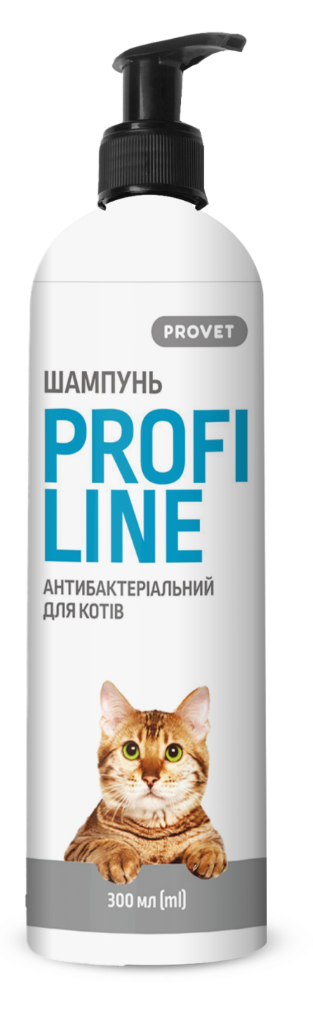 PROVET
ШАМПУНЬ
PROFI
LINE
АНТИБАКТЕРІАЛЬНИЙ
ДЛЯ КОТІВ
300 мл (ml)